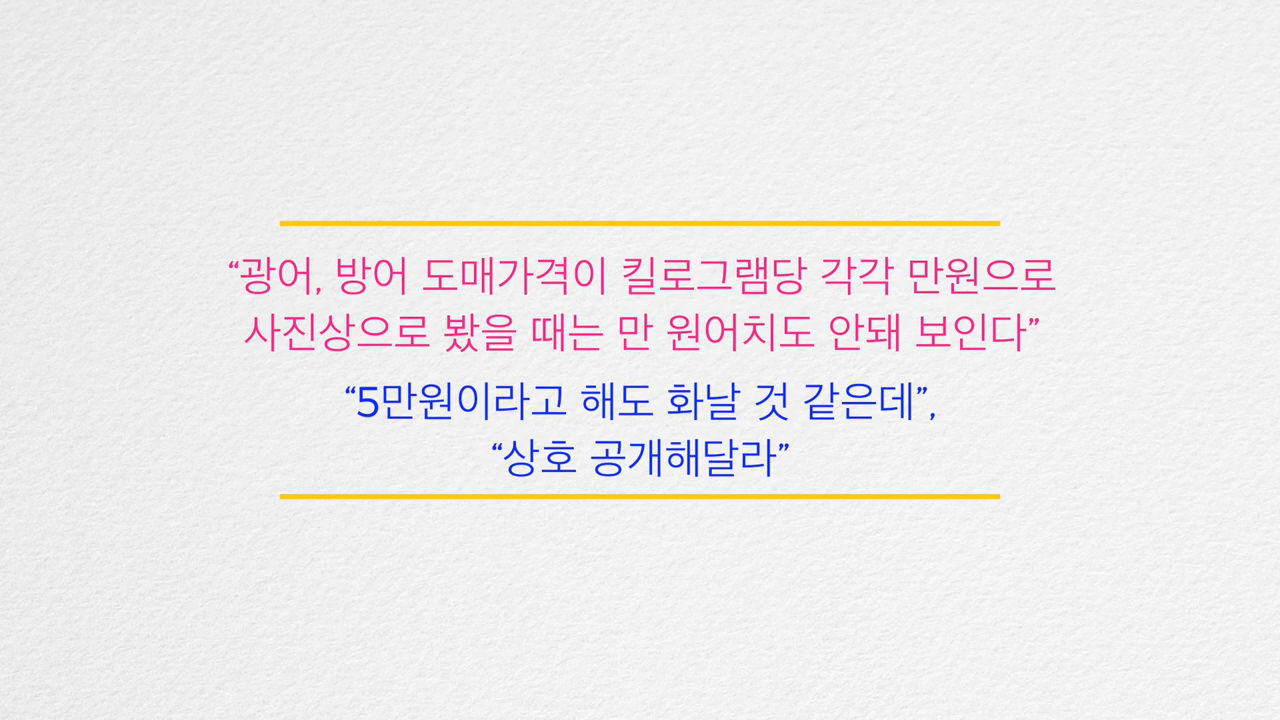 “광어, 방어 도매가격이 킬로그램당 각각 만원으로
사진상으로 봤을 때는 만 원어치도 안돼 보인다”
“5만원이라고 해도 화날 것 같은데”,
“상호 공개해달라”